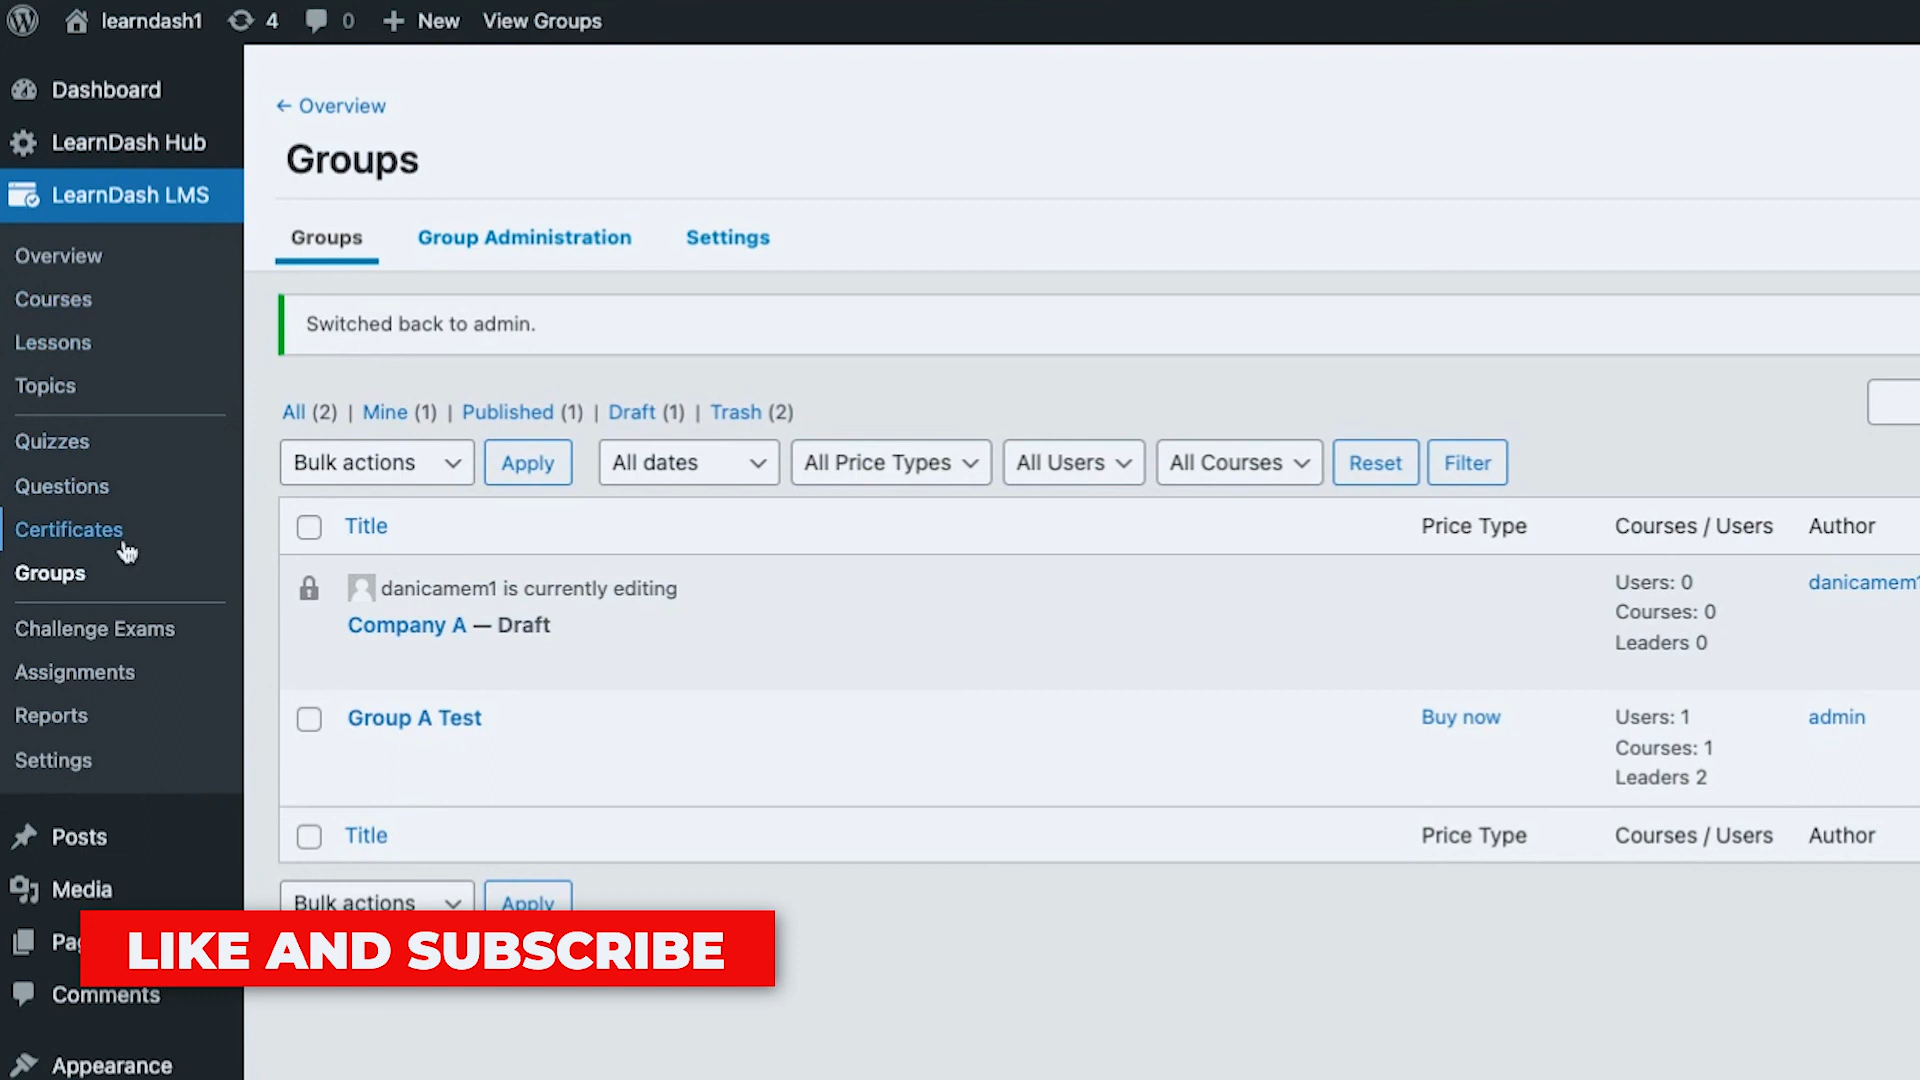 learndash1 4 0 New View Groups
Dashboard
LearnDash Hub
LearnDash LMS
Overview
Courses
Lessons
Topics
Quizzes
Questions
Certificates
Groups
Challenge Exams
Assignments
Reports
Settings
Posts
Media
Comments
Appearance
← Overview
Groups
Groups Group Administration Settings
Switched back to admin.
All (2) | Mine (1) | Published (1) | Draft (1) | Trash (2)
Bulk actions Apply All dates All Price Types All Users All Courses Reset Filter
Title Price Type Courses / Users Author
danicamem1 is currently editing
Company A — Draft
Users: 0
Courses: 0
Leaders 0
danicamem1
Group A Test
Buy now
Users: 1
Courses: 1
Leaders 2
admin
Title Price Type Courses / Users Author
Bulk actions Apply
LIKE AND SUBSCRIBE